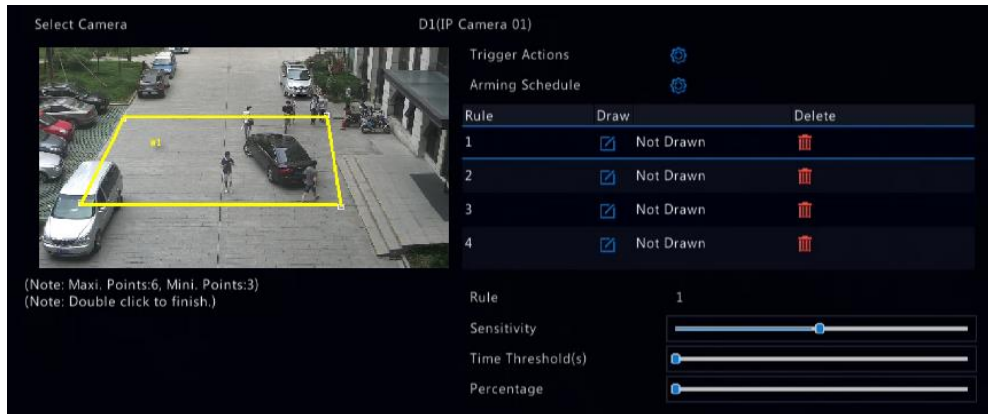 Select Camera D1(IP Camera 01)
Trigger Actions
Arming Schedule
Rule Draw Delete
1 Not Drawn
#1
2 Not Drawn
3 Not Drawn
4 Not Drawn
(Note: Maxi. Points:6, Mini. Points:3)
(Note: Double click to finish.)
Rule 1
Sensitivity
Time Threshold(s)
Percentage